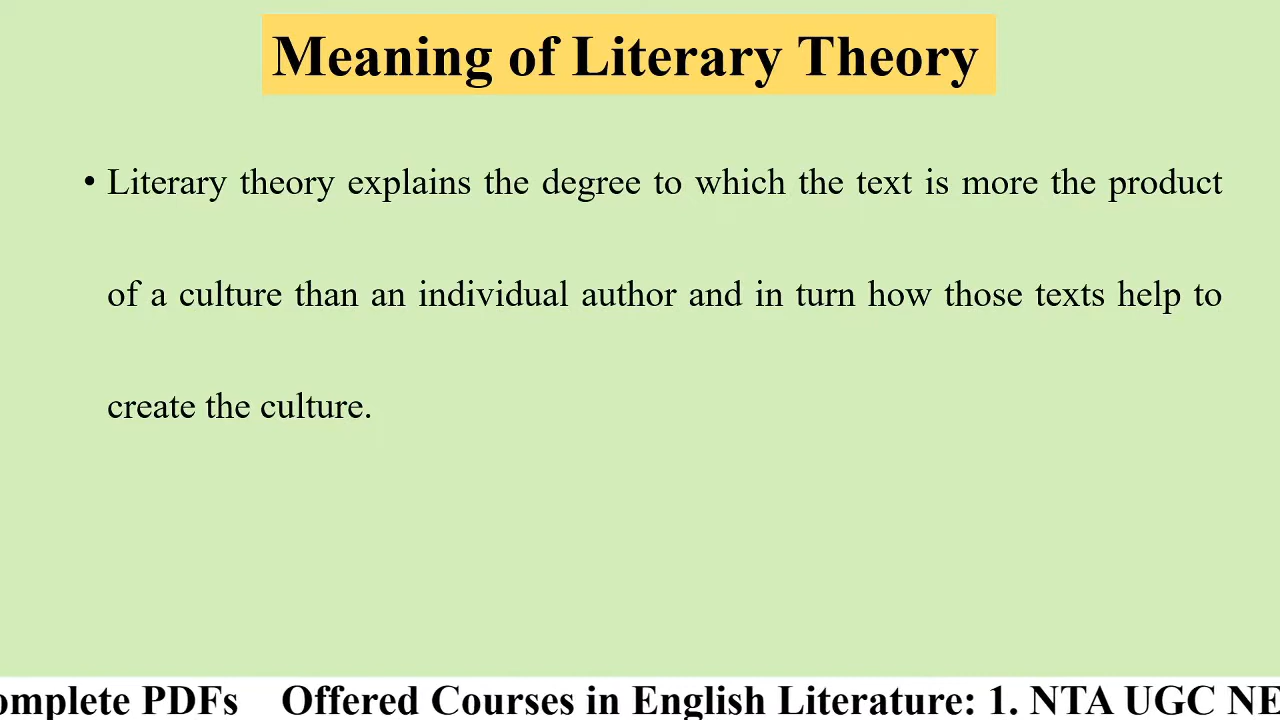 Meaning of Literary Theory
• Literary theory explains the degree to which the text is more the product
of a culture than an individual author and in turn how those texts help to
create the culture.
omplete PDFs    Offered Courses in English Literature: 1. NTA UGC NE